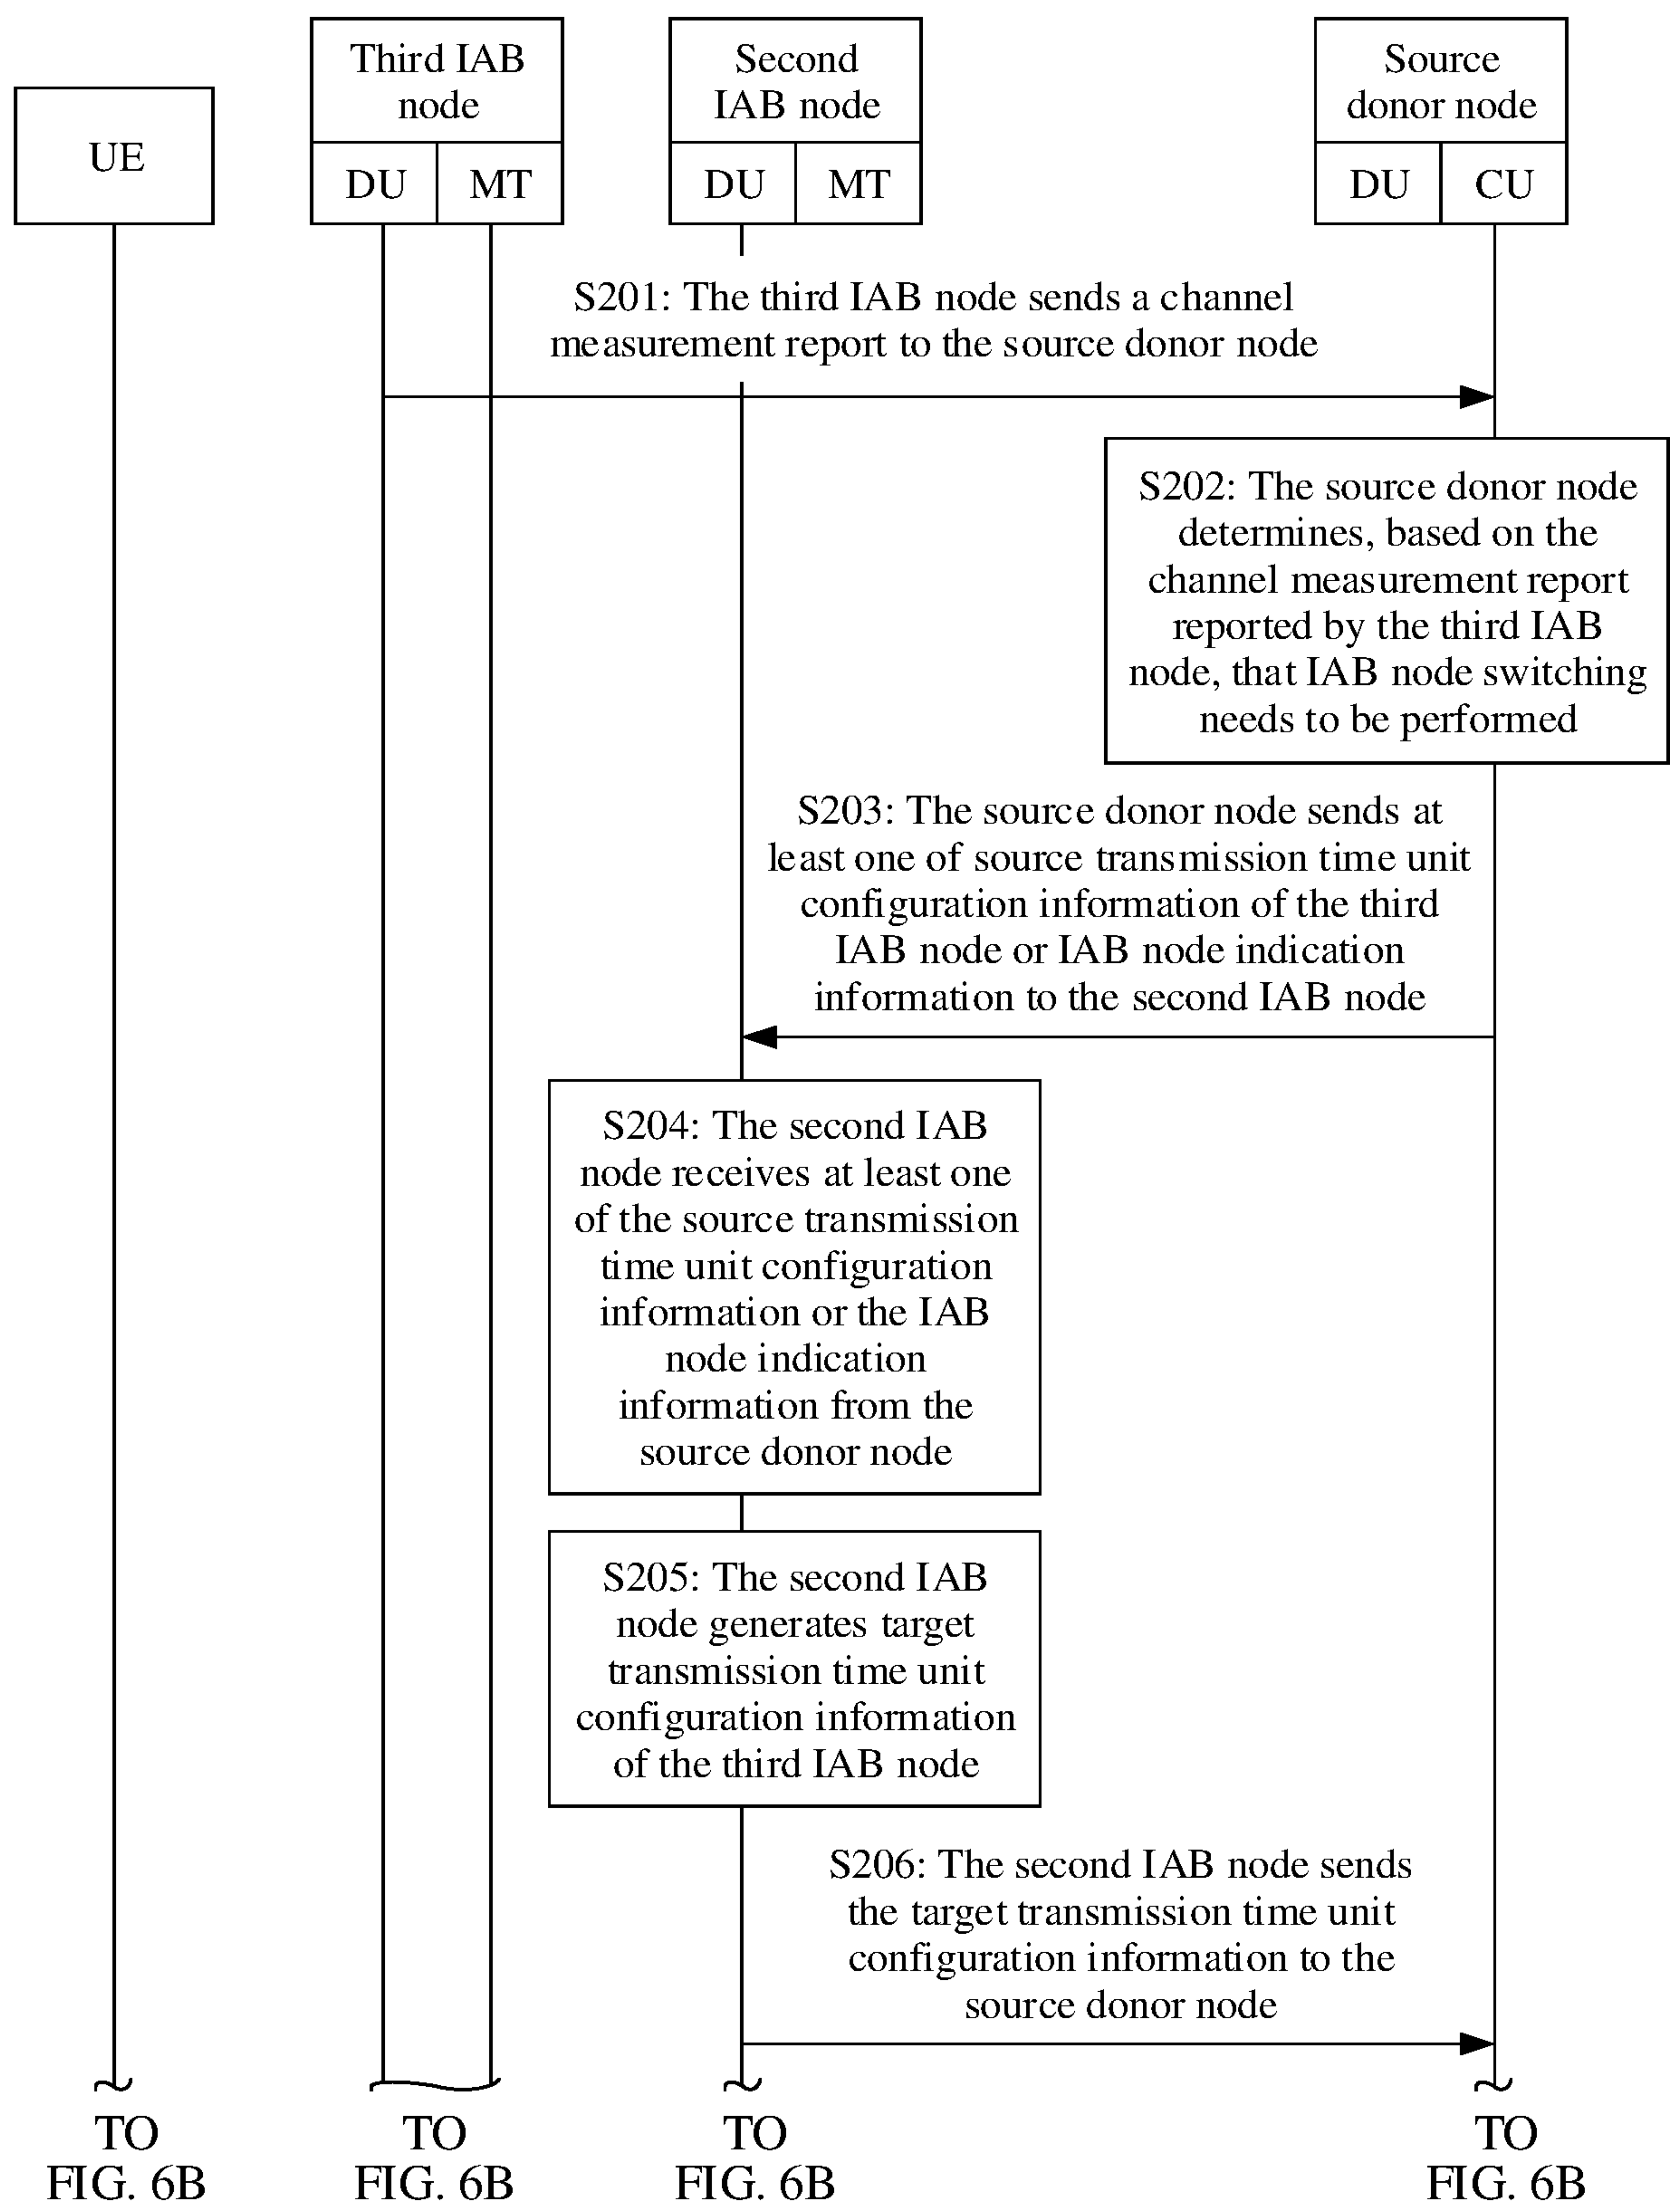 UE
Third IAB
node
DU
MT
Second
IAB node
DU
MT
Source
donor node
DU
CU
S201: The third IAB node sends a channel
measurement report to the source donor node
S202: The source donor node
determines, based on the
channel measurement report
reported by the third IAB
node, that IAB node switching
needs to be performed
S203: The source donor node sends at
least one of source transmission time unit
configuration information of the third
IAB node or IAB node indication
information to the second IAB node
S204: The second IAB
node receives at least one
of the source transmission
time unit configuration
information or the IAB
node indication
information from the
source donor node
S205: The second IAB
node generates target
transmission time unit
configuration information
of the third IAB node
S206: The second IAB node sends
the target transmission time unit
configuration information to the
source donor node
TO
FIG. 6B
TO
FIG. 6B
TO
FIG. 6B
TO
FIG. 6B